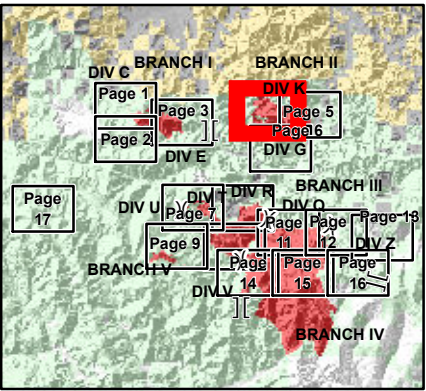 BRANCH I
BRANCH II
DIV C
DIV K
Page 1
Page 3
Page 5
Page 6
Page 2
DIV E
DIV G
DIV R
BRANCH III
Page
17
DIV U
Page 7
DIV O
Page
11
Page
12
Page 13
Page 9
DIV Z
BRANCH V
Page
14
Page
15
Page
16
DIV V
BRANCH IV